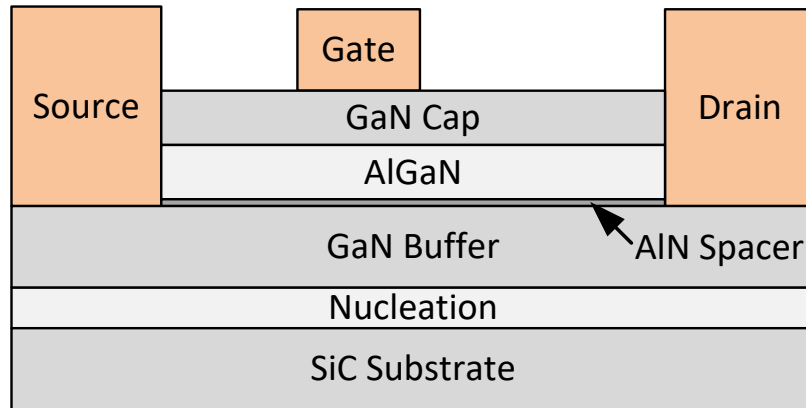 Gate
Source
Drain
GaN Cap
AlGaN
GaN Buffer
AlN Spacer
Nucleation
SiC Substrate